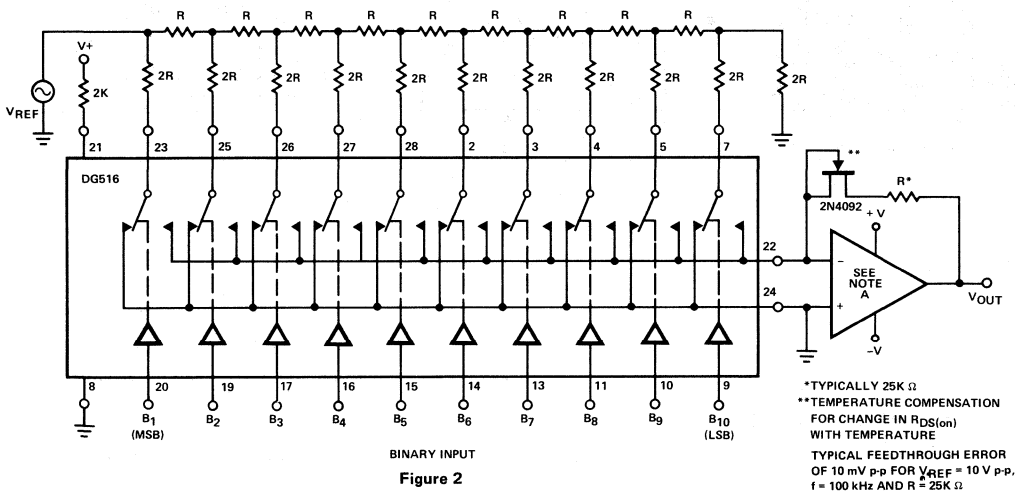 R R R R R R R R R
V+
2K
VREF
2R 2R 2R 2R 2R 2R 2R 2R 2R 2R 2R
21 23 25 26 27 28 2 3 4 5 7
DG516
**
R*
2N4092
+V
22
−
SEE
NOTE
A
24
+
VOUT
−V
8 20 19 17 16 15 14 13 11 10 9
B1 B2 B3 B4 B5 B6 B7 B8 B9 B10
(MSB) (LSB)
BINARY INPUT
Figure 2
*TYPICALLY 25K Ω
**TEMPERATURE COMPENSATION
FOR CHANGE IN RDS(on)
WITH TEMPERATURE
TYPICAL FEEDTHROUGH ERROR
OF 10 mV p-p FOR VREF = 10 V p-p,
f = 100 kHz AND R = 25K Ω